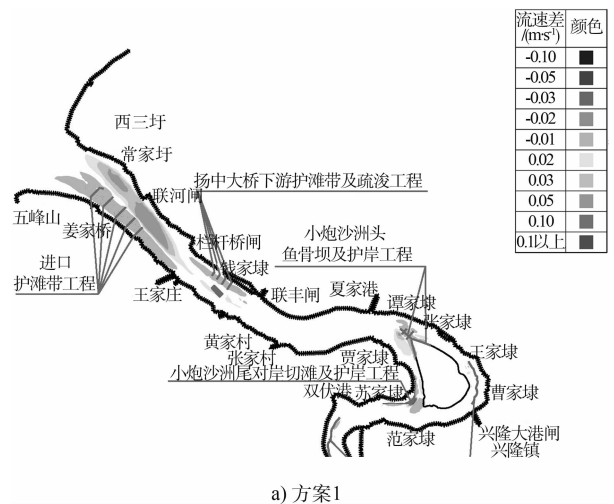 流速差
/(m·s⁻¹)
颜色
-0.10
-0.05
-0.03
-0.02
-0.01
0.02
0.03
0.05
0.10
0.1以上
西三圩
常家圩
联河闸
扬中大桥下游护滩带及疏浚工程
五峰山
姜家桥
栏杆桥闸
小炮沙洲头
鱼骨坝及护岸工程
进口
护滩带工程
钱家埭
王家庄
联丰闸
夏家港
谭家埭
张家埭
黄家村
张家村
贾家埭
王家埭
小炮沙洲尾对岸切滩及护岸工程
双伏港
苏家埭
曹家埭
范家埭
兴隆大港闸
兴隆镇
a) 方案1